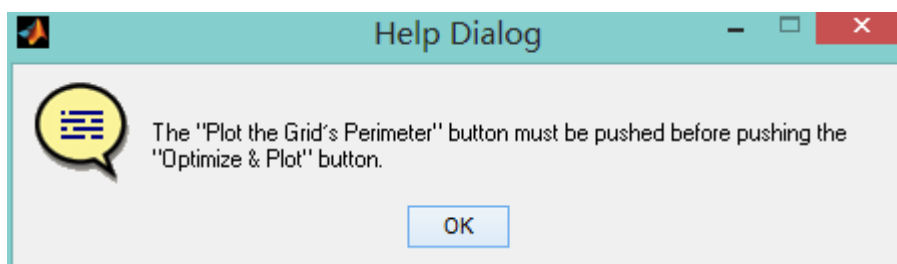 Help Dialog
The "Plot the Grid´s Perimeter" button must be pushed before pushing the
"Optimize & Plot" button.
OK